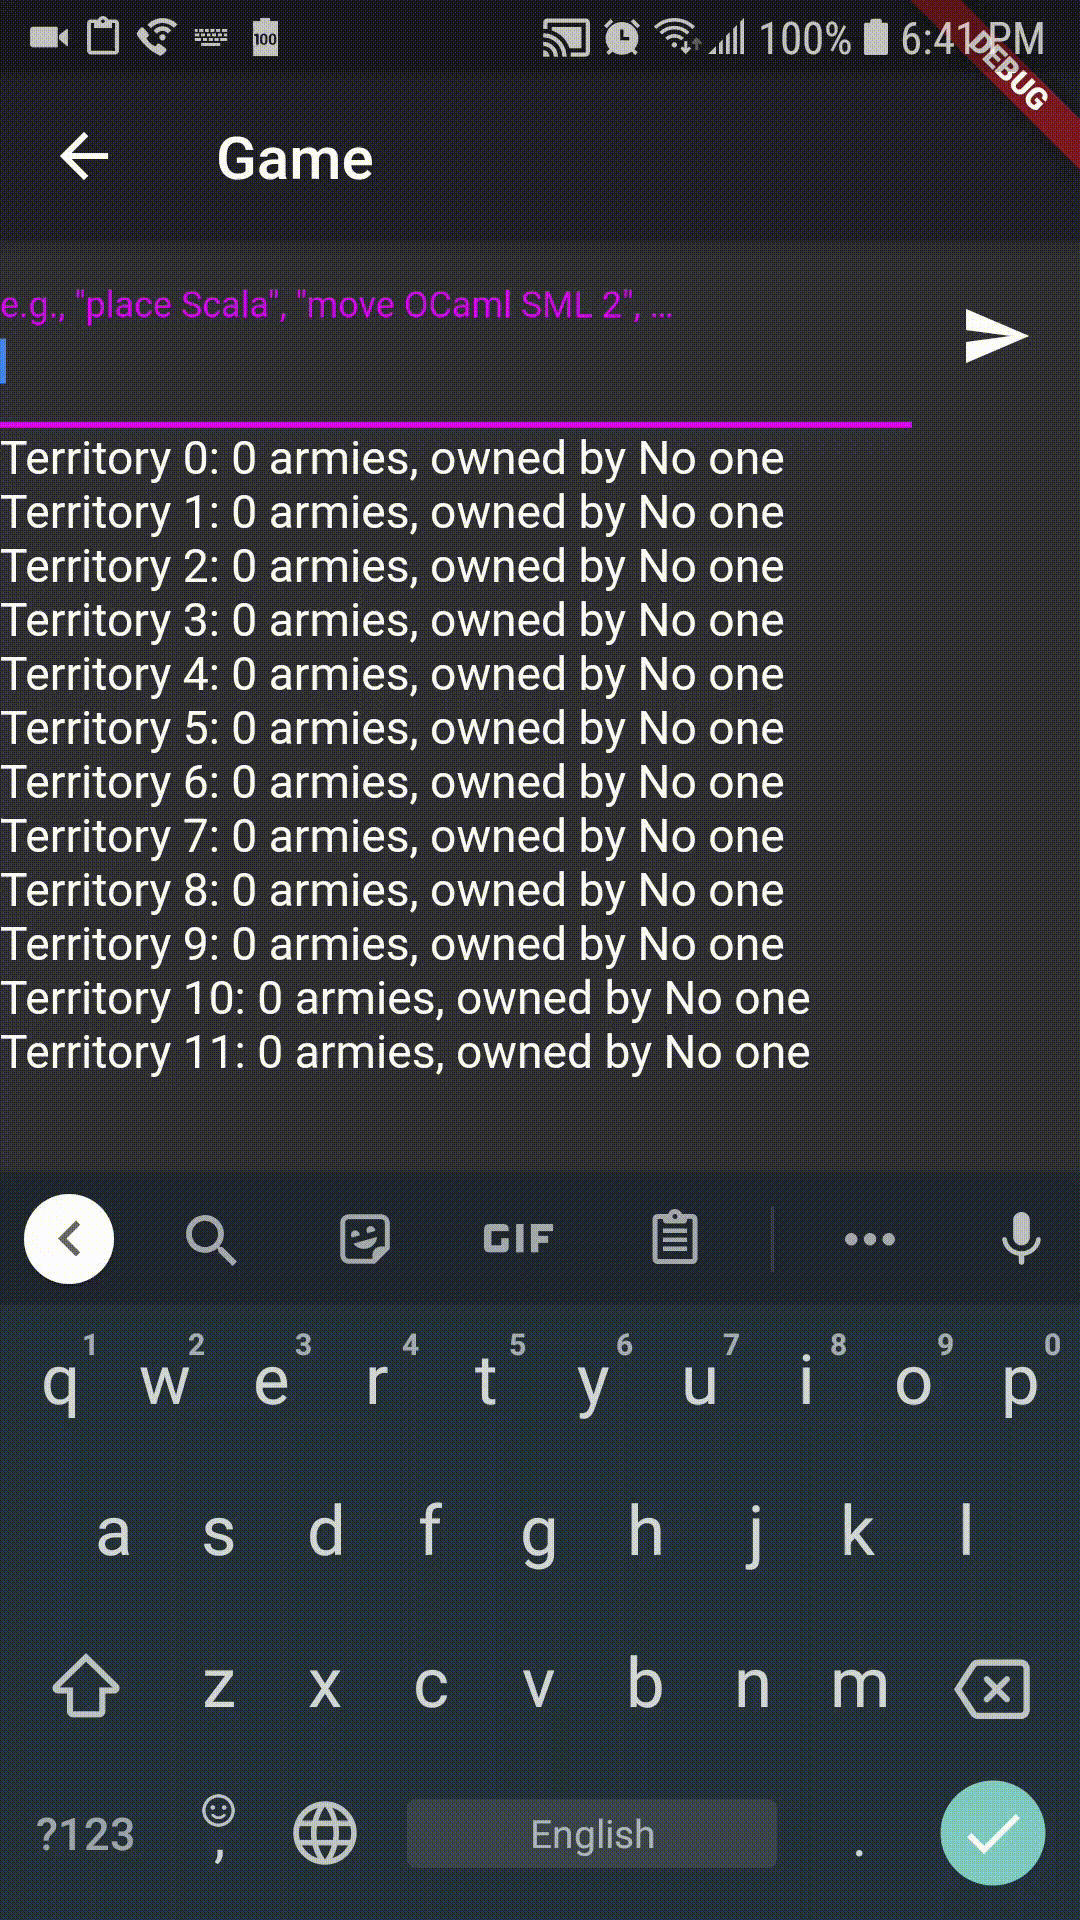 100 100% 6:41 PM
DEBUG
Game
e.g., "place Scala", "move OCaml SML 2", ...
Territory 0: 0 armies, owned by No one
Territory 1: 0 armies, owned by No one
Territory 2: 0 armies, owned by No one
Territory 3: 0 armies, owned by No one
Territory 4: 0 armies, owned by No one
Territory 5: 0 armies, owned by No one
Territory 6: 0 armies, owned by No one
Territory 7: 0 armies, owned by No one
Territory 8: 0 armies, owned by No one
Territory 9: 0 armies, owned by No one
Territory 10: 0 armies, owned by No one
Territory 11: 0 armies, owned by No one
GIF
1 2 3 4 5 6 7 8 9 0
q w e r t y u i o p
a s d f g h j k l
z x c v b n m
?123 , English .